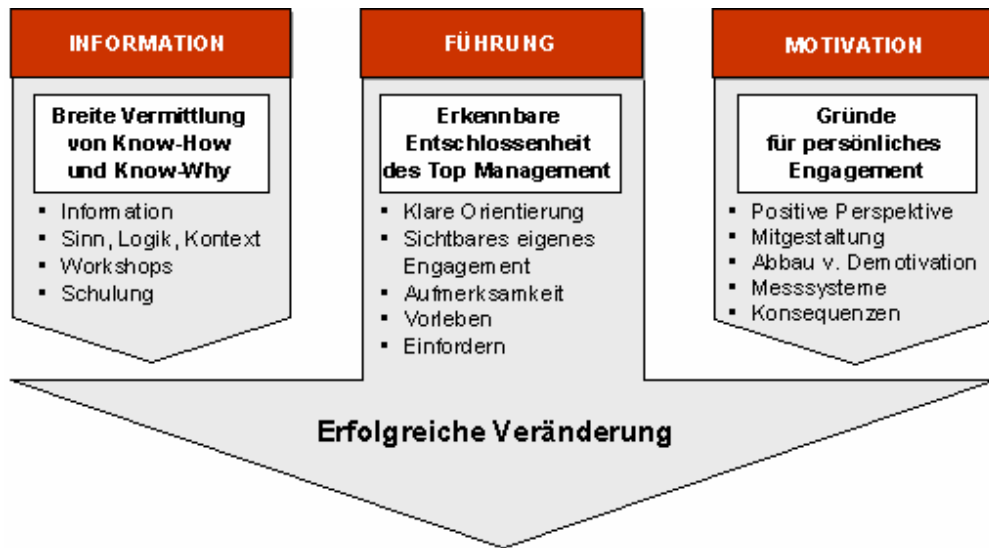 INFORMATION
Breite Vermittlung
von Know-How
und Know-Why
▪ Information
▪ Sinn, Logik, Kontext
▪ Workshops
▪ Schulung
FÜHRUNG
Erkennbare
Entschlossenheit
des Top Management
▪ Klare Orientierung
▪ Sichtbares eigenes
Engagement
▪ Aufmerksamkeit
▪ Vorleben
▪ Einfordern
MOTIVATION
Gründe
für persönliches
Engagement
▪ Positive Perspektive
▪ Mitgestaltung
▪ Abbau v. Demotivation
▪ Messsysteme
▪ Konsequenzen
Erfolgreiche Veränderung